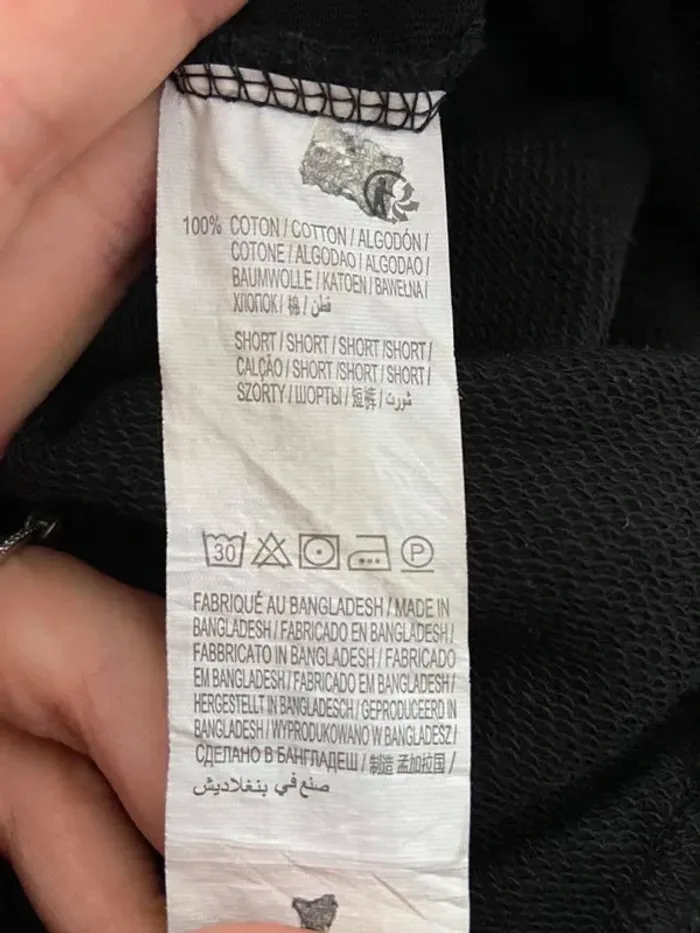 100% COTON / COTTON / ALGODÓN /
COTONE / ALGODAO / ALGODAO /
BAUMWOLLE / KATOEN / BAWEŁNA /
ХЛОПОК / 棉 / قطن
SHORT / SHORT / SHORT /SHORT /
CALÇÃO / SHORT /SHORT / SHORT /
SZORTY / ШОРТЫ / 短裤 / شورت
30
P
FABRIQUÉ AU BANGLADESH / MADE IN
BANGLADESH / FABRICADO EN BANGLADESH /
FABBRICATO IN BANGLADESH / FABRICADO
EM BANGLADESH / FABRICADO EM BANGLADESH /
HERGESTELLT IN BANGLADESCH / GEPRODUCEERD IN
BANGLADESH / WYPRODUKOWANO W BANGLADESZ /
СДЕЛАНО В БАНГЛАДЕШ / 制造 孟加拉国 /
صنع في بنغلاديش